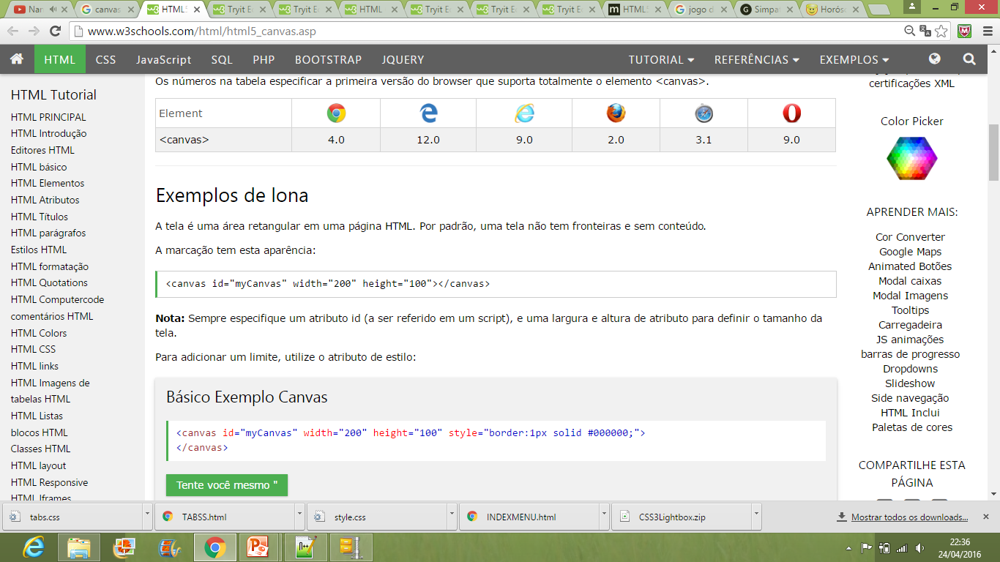 Nar
canvas
HTML5
Tryit Ec
Tryit Ec
HTML
Tryit Ec
Tryit Ec
Tryit Ec
HTML5
jogo d
Simpat
Horós
www.w3schools.com/html/html5_canvas.asp
HTML CSS JavaScript SQL PHP BOOTSTRAP JQUERY TUTORIAL REFERÊNCIAS EXEMPLOS
HTML Tutorial
HTML PRINCIPAL
HTML Introdução
Editores HTML
HTML básico
HTML Elementos
HTML Atributos
HTML Títulos
HTML parágrafos
Estilos HTML
HTML formatação
HTML Quotations
HTML Computercode
comentários HTML
HTML Colors
HTML CSS
HTML links
HTML Imagens de
tabelas HTML
HTML Listas
blocos HTML
Classes HTML
HTML layout
HTML Responsive
HTML Iframes
Os números na tabela especificar a primeira versão do browser que suporta totalmente o elemento <canvas>.
Element
<canvas> 4.0 12.0 9.0 2.0 3.1 9.0
Exemplos de lona
A tela é uma área retangular em uma página HTML. Por padrão, uma tela não tem fronteiras e sem conteúdo.
A marcação tem esta aparência:
<canvas id="myCanvas" width="200" height="100"></canvas>
Nota: Sempre especifique um atributo id (a ser referido em um script), e uma largura e altura de atributo para definir o tamanho da
tela.
Para adicionar um limite, utilize o atributo de estilo:
Básico Exemplo Canvas
<canvas id="myCanvas" width="200" height="100" style="border:1px solid #000000;">
</canvas>
Tente você mesmo "
certificações XML
Color Picker
APRENDER MAIS:
Cor Converter
Google Maps
Animated Botões
Modal caixas
Modal Imagens
Tooltips
Carregadeira
JS animações
barras de progresso
Dropdowns
Slideshow
Side navegação
HTML Inclui
Paletas de cores
COMPARTILHE ESTA
PÁGINA
tabs.css
TABSS.html
style.css
INDEXMENU.html
CSS3Lightbox.zip
Mostrar todos os downloads...
22:36
24/04/2016